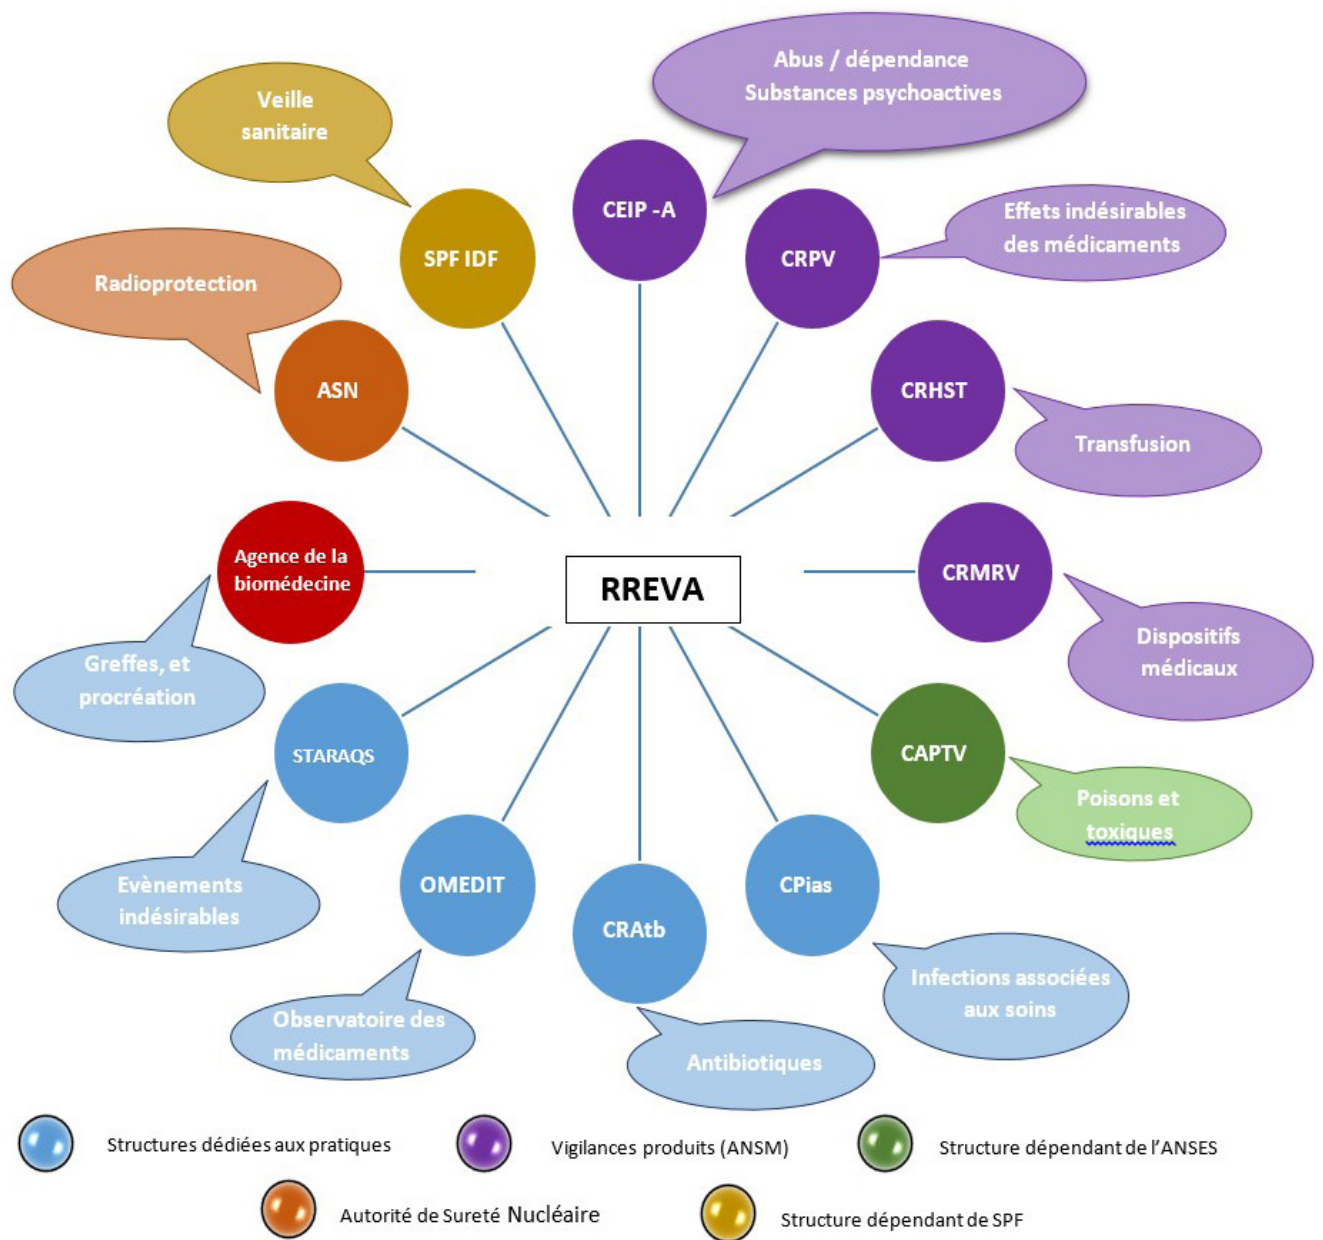 Abus / dépendance
Substances psychoactives
Veille
sanitaire
CEIP -A
SPF IDF
CRPV
Effets indésirables
des médicaments
Radioprotection
ASN
CRHST
Transfusion
Agence de la
biomédecine
RREVA
CRMRV
Greffes, et
procréation
Dispositifs
médicaux
STARAQS
CAPTV
Poisons et
toxiques
Evènements
indésirables
OMEDIT
CRAtb
CPias
Observatoire des
médicaments
Antibiotiques
Infections associées
aux soins
Structures dédiées aux pratiques
Vigilances produits (ANSM)
Structure dépendant de l'ANSES
Autorité de Sureté Nucléaire
Structure dépendant de SPF